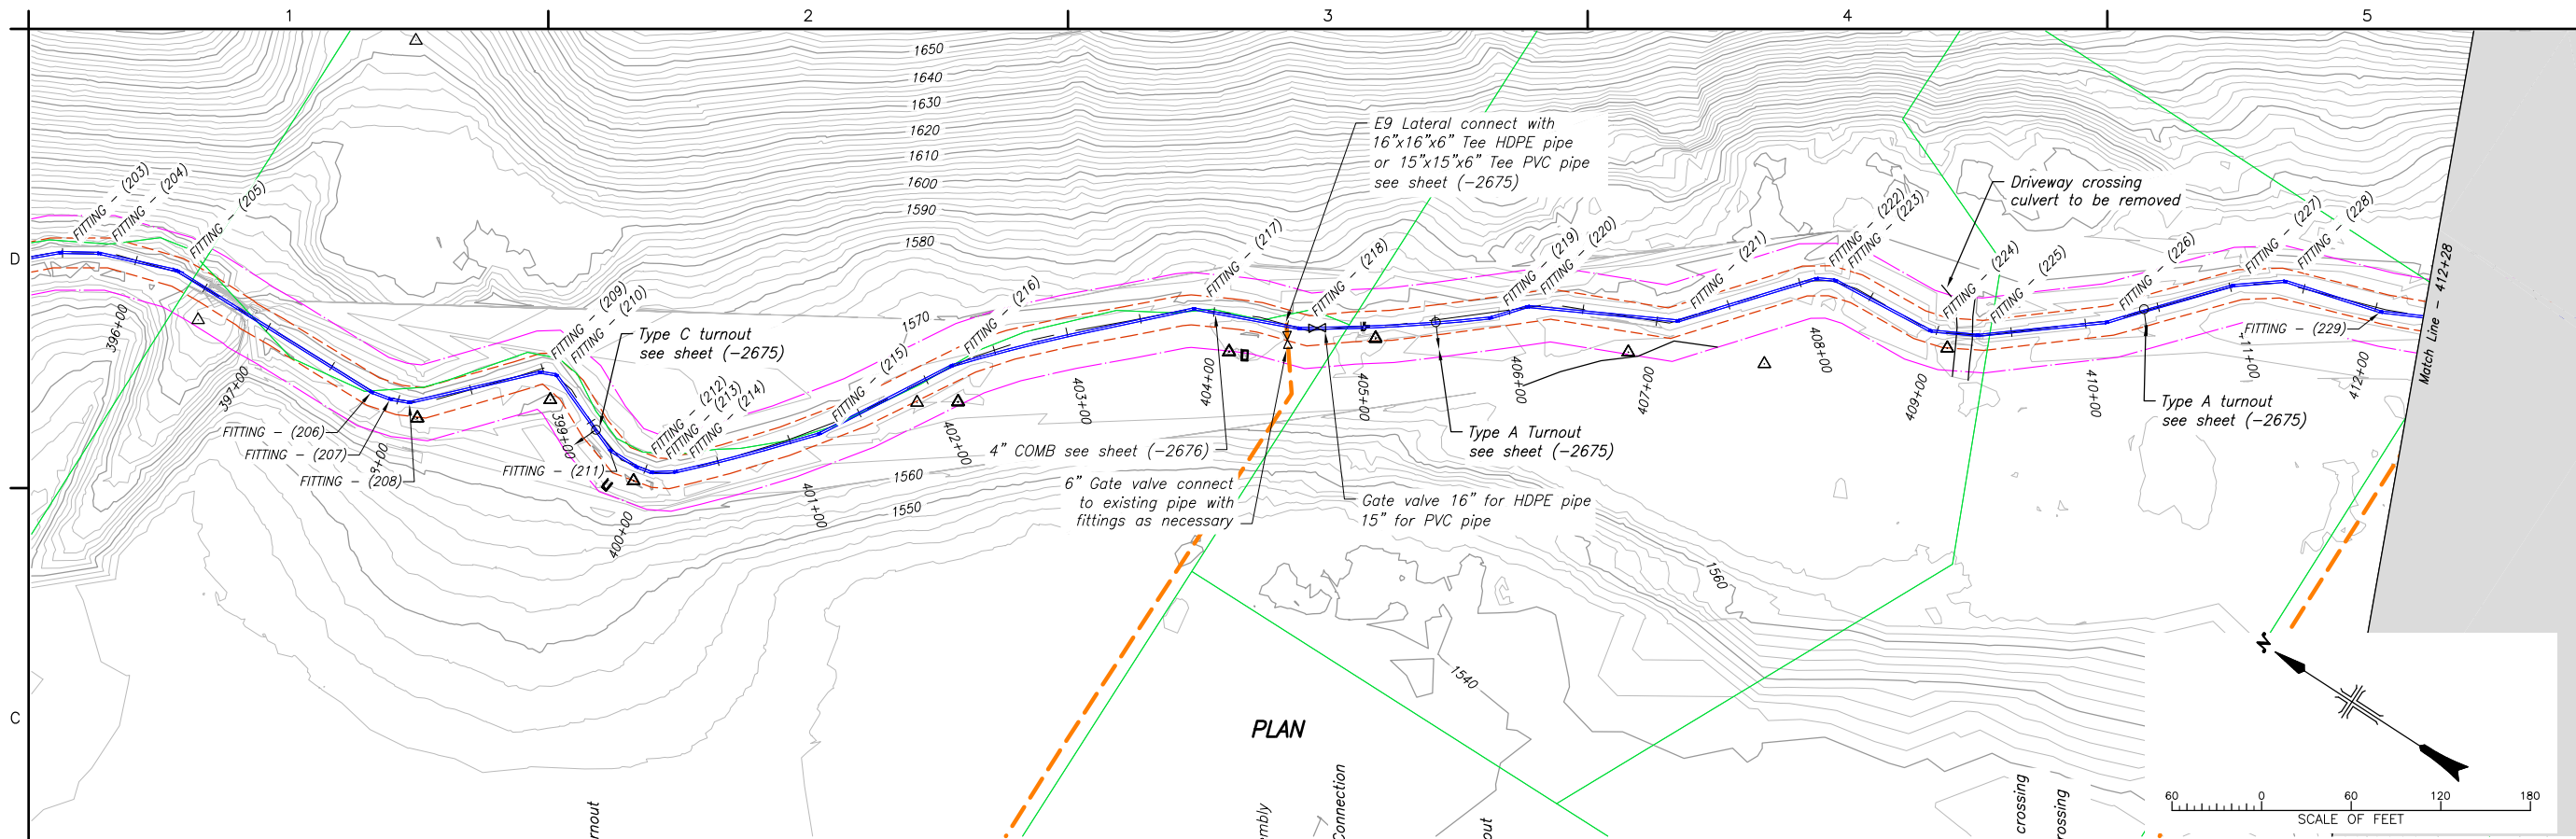 1
2
3
4
5
D
C
1650
1640
1630
1620
1610
1600
1590
1580
1570
1560
1550
1560
1540
E9 Lateral connect with
16"x16"x6" Tee HDPE pipe
or 15"x15"x6" Tee PVC pipe
see sheet (-2675)
Driveway crossing
culvert to be removed
FITTING - (203)
FITTING - (204)
FITTING - (205)
FITTING - (206)
FITTING - (207)
FITTING - (208)
FITTING - (209)
FITTING - (210)
FITTING - (211)
FITTING - (212)
FITTING - (213)
FITTING - (214)
FITTING - (215)
FITTING - (216)
FITTING - (217)
FITTING - (218)
FITTING - (219)
FITTING - (220)
FITTING - (221)
FITTING - (222)
FITTING - (223)
FITTING - (224)
FITTING - (225)
FITTING - (226)
FITTING - (227)
FITTING - (228)
FITTING - (229)
Type C turnout
see sheet (-2675)
4" COMB see sheet (-2676)
6" Gate valve connect
to existing pipe with
fittings as necessary
Gate valve 16" for HDPE pipe
15" for PVC pipe
Type A Turnout
see sheet (-2675)
Type A turnout
see sheet (-2675)
396+00
397+00
8+00
399+00
400+00
401+00
402+00
403+00
404+00
405+00
406+00
407+00
408+00
409+00
410+00
11+00
412+00
Match Line - 412+28
PLAN
N
60 0 60 120 180
SCALE OF FEET
rnout
mbly
Connection
out
crossing
rossing